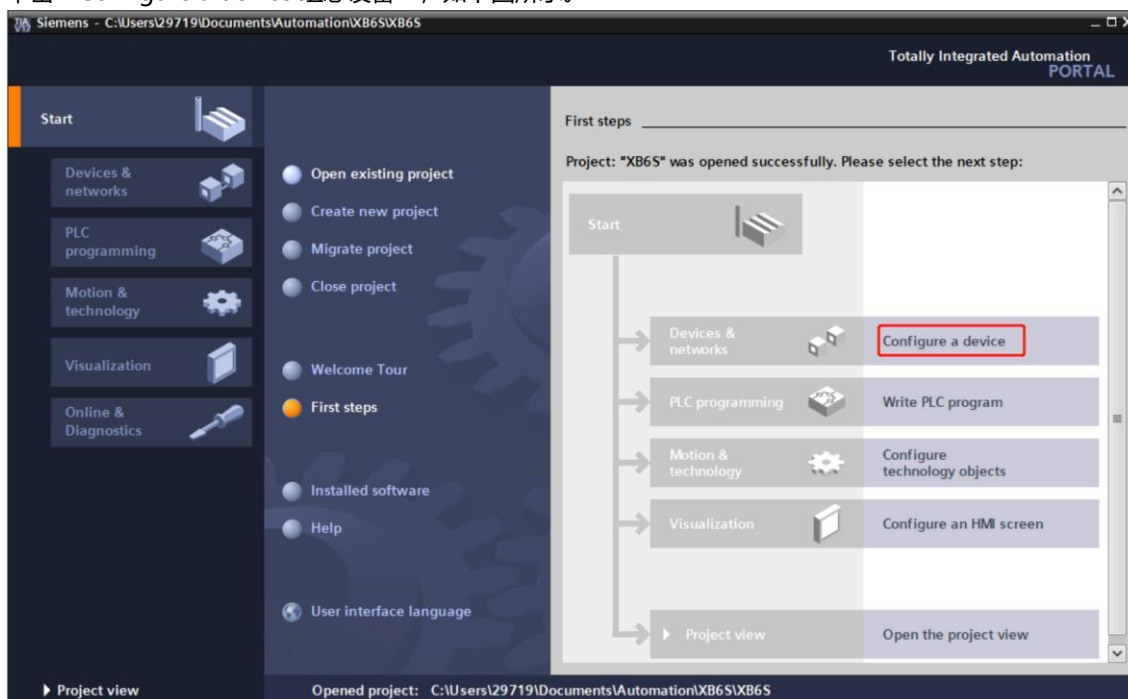 Siemens - C:\Users\29719\Documents\Automation\XB6S\XB6S
Totally Integrated Automation
PORTAL
Start
Devices &
networks
PLC
programming
Motion &
technology
Visualization
Online &
Diagnostics
Open existing project
Create new project
Migrate project
Close project
Welcome Tour
First steps
Installed software
Help
User interface language
First steps
Project: "XB6S" was opened successfully. Please select the next step:
Start
Devices &
networks
Configure a device
PLC programming
Write PLC program
Motion &
technology
Configure
technology objects
Visualization
Configure an HMI screen
Project view
Open the project view
Project view
Opened project: C:\Users\29719\Documents\Automation\XB6S\XB6S